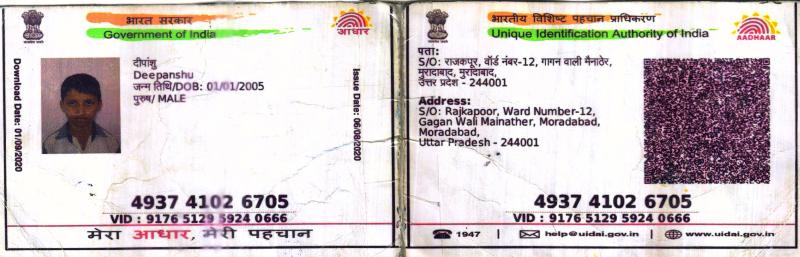 भारत सरकार
Government of India
आधार
Download Date: 01/09/2020
दीपांशु
Deepanshu
जन्म तिथि/DOB: 01/01/2005
पुरुष/ MALE
Issue Date: 06/08/2020
4937 4102 6705
VID : 9176 5129 5924 0666
मेरा आधार, मेरी पहचान
भारतीय विशिष्ट पहचान प्राधिकरण
Unique Identification Authority of India
AADHAAR
पता:
S/O: राजकपूर, वॉर्ड नंबर-12, गागन वाली मैनाठेर,
मुरादाबाद, मुरादाबाद,
उत्तर प्रदेश - 244001
Address:
S/O: Rajkapoor, Ward Number-12,
Gagan Wali Mainather, Moradabad,
Moradabad,
Uttar Pradesh - 244001
4937 4102 6705
VID : 9176 5129 5924 0666
1947 | help@uidai.gov.in | www.uidai.gov.in